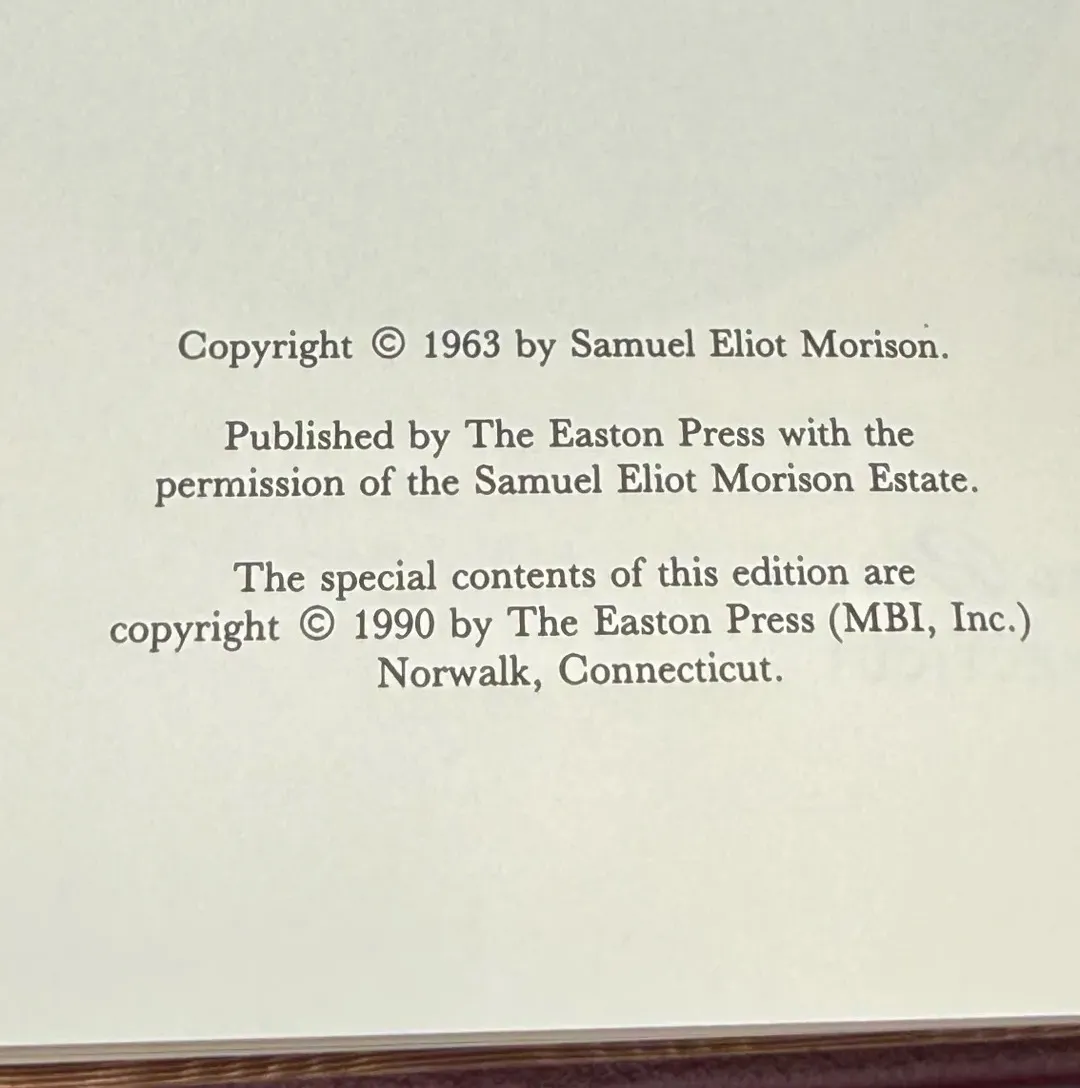 Copyright © 1963 by Samuel Eliot Morison.
Published by The Easton Press with the
permission of the Samuel Eliot Morison Estate.
The special contents of this edition are
copyright © 1990 by The Easton Press (MBI, Inc.)
Norwalk, Connecticut.